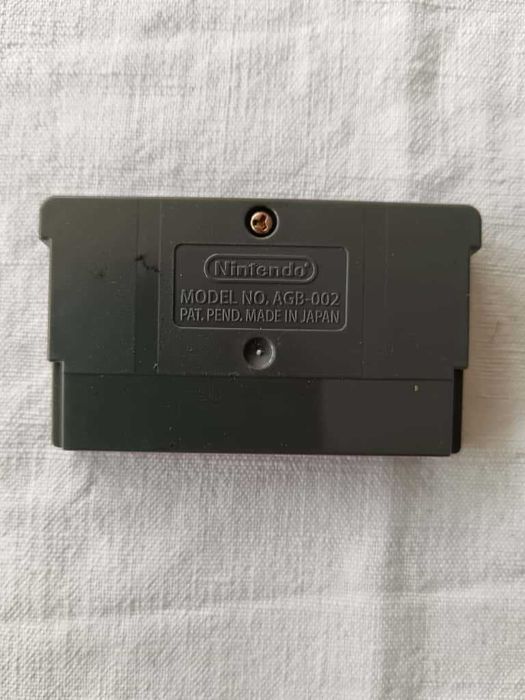 Nintendo®
MODEL NO. AGB-002
PAT. PEND. MADE IN JAPAN